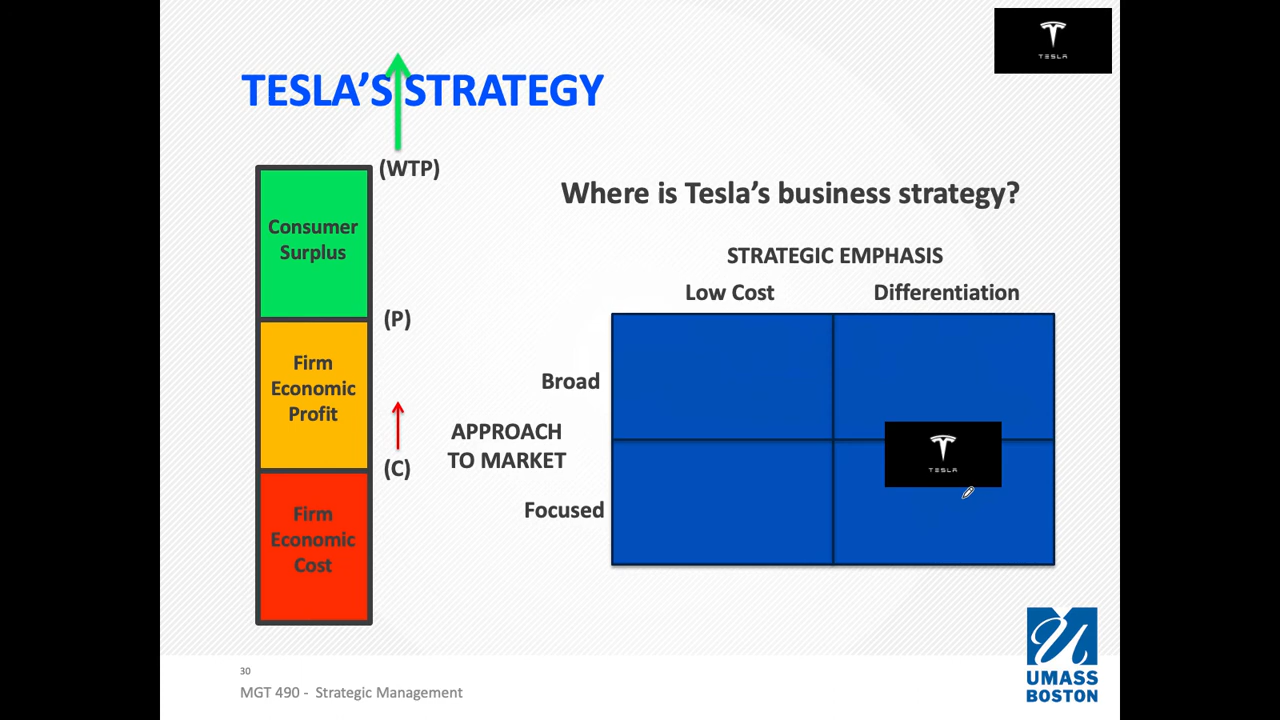 TESLA
TESLA'S STRATEGY
(WTP)
Consumer
Surplus
(P)
Firm
Economic
Profit
(C)
Firm
Economic
Cost
Where is Tesla's business strategy?
STRATEGIC EMPHASIS
Low Cost
Differentiation
Broad
APPROACH
TO MARKET
Focused
TESLA
30
MGT 490 - Strategic Management
UMASS
BOSTON